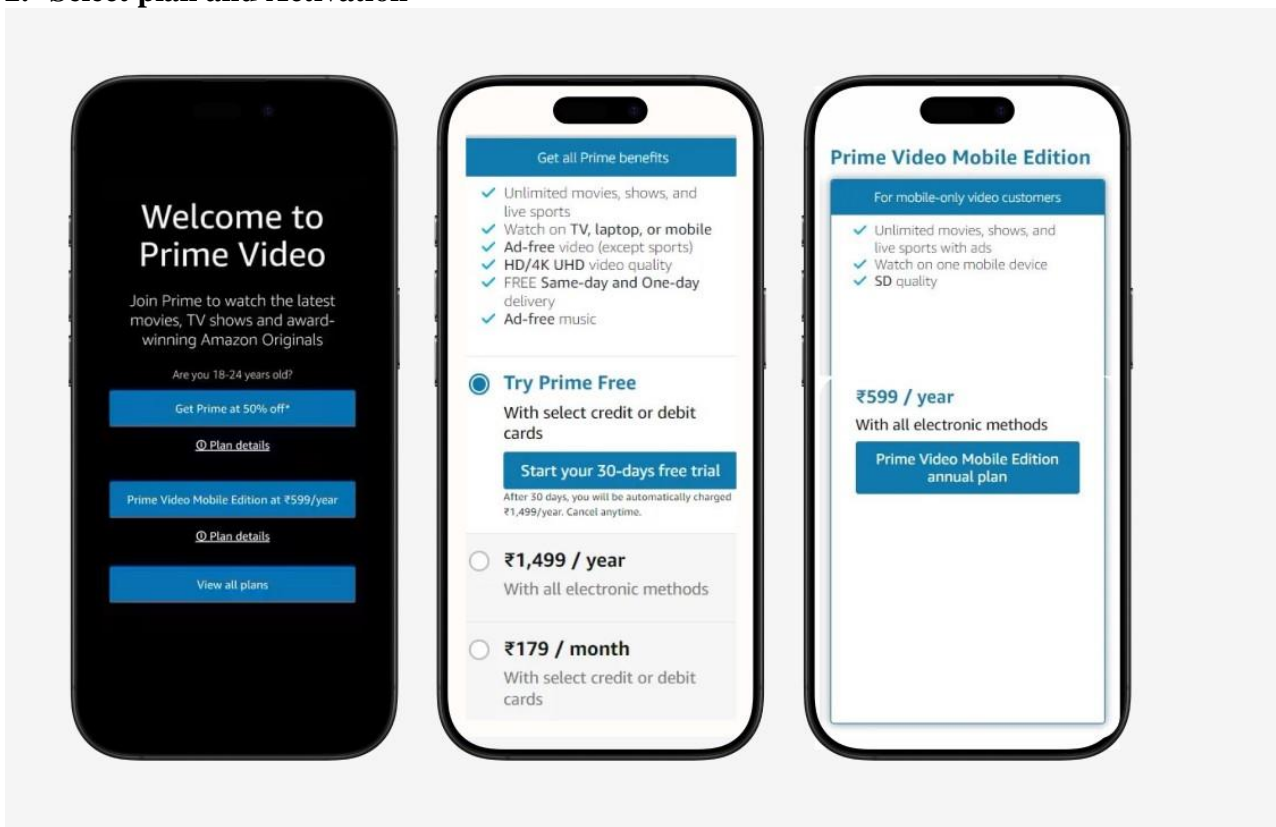 2. Select plan and Activation
Welcome to
Prime Video
Join Prime to watch the latest
movies, TV shows and award-
winning Amazon Originals
Are you 18-24 years old?
Get Prime at 50% off*
Plan details
Prime Video Mobile Edition at ₹599/year
Plan details
View all plans
Get all Prime benefits
Unlimited movies, shows, and
live sports
Watch on TV, laptop, or mobile
Ad-free video (except sports)
HD/4K UHD video quality
FREE Same-day and One-day
delivery
Ad-free music
Try Prime Free
With select credit or debit
cards
Start your 30-days free trial
After 30 days, you will be automatically charged
₹1,499/year. Cancel anytime.
₹1,499 / year
With all electronic methods
₹179 / month
With select credit or debit
cards
Prime Video Mobile Edition
For mobile-only video customers
Unlimited movies, shows, and
live sports with ads
Watch on one mobile device
SD quality
₹599 / year
With all electronic methods
Prime Video Mobile Edition
annual plan